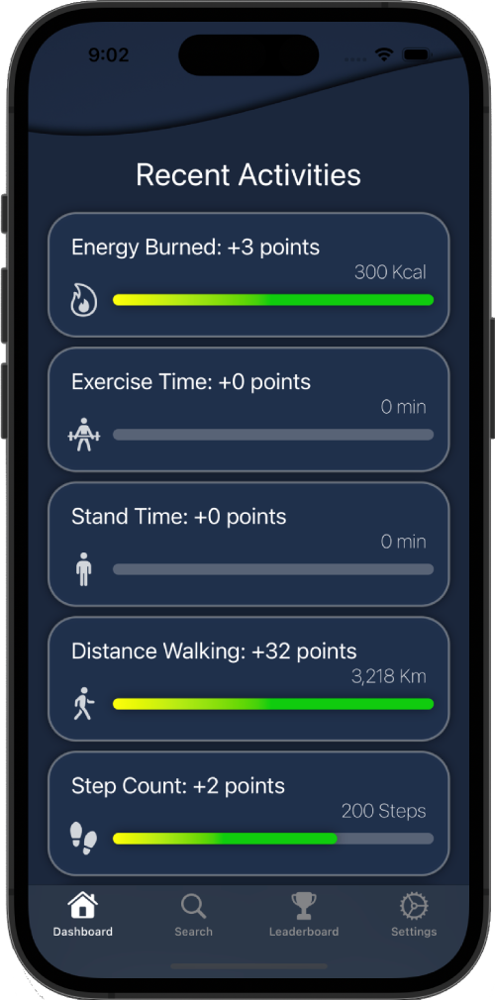 9:02
Recent Activities
Energy Burned: +3 points
300 Kcal
Exercise Time: +0 points
0 min
Stand Time: +0 points
0 min
Distance Walking: +32 points
3,218 Km
Step Count: +2 points
200 Steps
Dashboard Search Leaderboard Settings